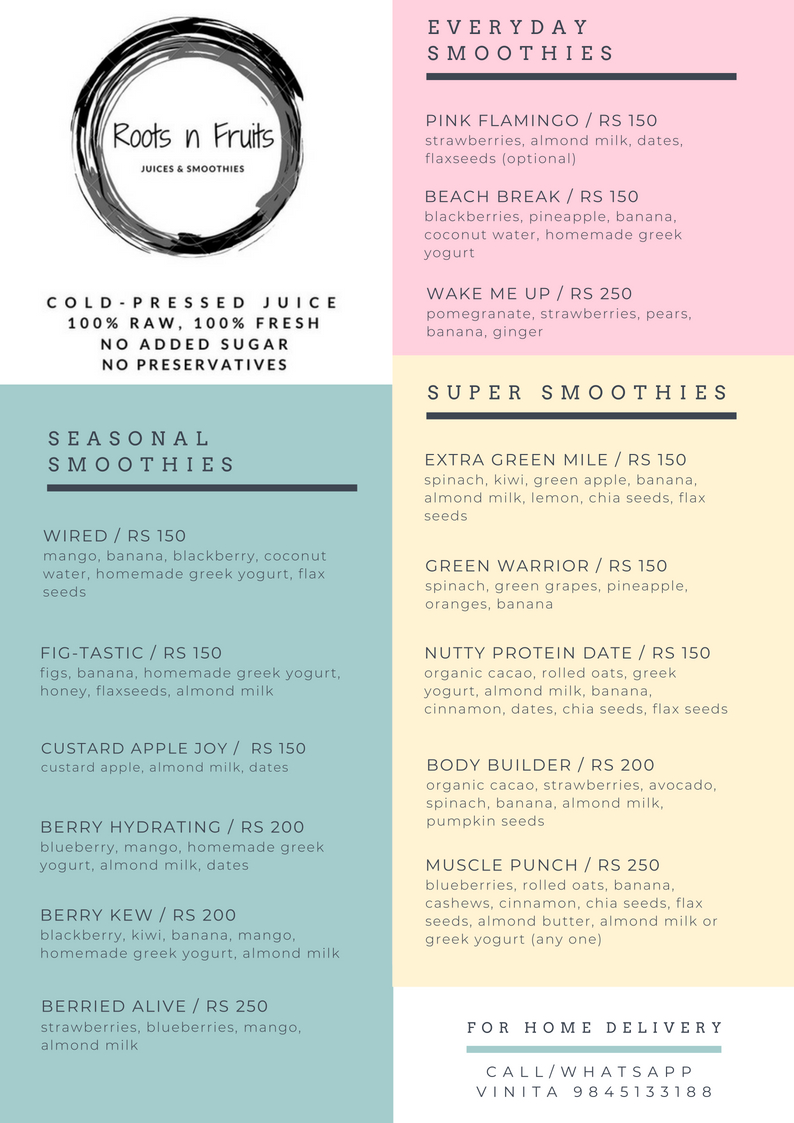 Roots n Fruits
JUICES & SMOOTHIES
COLD-PRESSED JUICE
100% RAW, 100% FRESH
NO ADDED SUGAR
NO PRESERVATIVES
SEASONAL
SMOOTHIES
WIRED / RS 150
mango, banana, blackberry, coconut
water, homemade greek yogurt, flax
seeds
FIG-TASTIC / RS 150
figs, banana, homemade greek yogurt,
honey, flaxseeds, almond milk
CUSTARD APPLE JOY / RS 150
custard apple, almond milk, dates
BERRY HYDRATING / RS 200
blueberry, mango, homemade greek
yogurt, almond milk, dates
BERRY KEW / RS 200
blackberry, kiwi, banana, mango,
homemade greek yogurt, almond milk
BERRIED ALIVE / RS 250
strawberries, blueberries, mango,
almond milk
EVERYDAY
SMOOTHIES
PINK FLAMINGO / RS 150
strawberries, almond milk, dates,
flaxseeds (optional)
BEACH BREAK / RS 150
blackberries, pineapple, banana,
coconut water, homemade greek
yogurt
WAKE ME UP / RS 250
pomegranate, strawberries, pears,
banana, ginger
SUPER SMOOTHIES
EXTRA GREEN MILE / RS 150
spinach, kiwi, green apple, banana,
almond milk, lemon, chia seeds, flax
seeds
GREEN WARRIOR / RS 150
spinach, green grapes, pineapple,
oranges, banana
NUTTY PROTEIN DATE / RS 150
organic cacao, rolled oats, greek
yogurt, almond milk, banana,
cinnamon, dates, chia seeds, flax seeds
BODY BUILDER / RS 200
organic cacao, strawberries, avocado,
spinach, banana, almond milk,
pumpkin seeds
MUSCLE PUNCH / RS 250
blueberries, rolled oats, banana,
cashews, cinnamon, chia seeds, flax
seeds, almond butter, almond milk or
greek yogurt (any one)
FOR HOME DELIVERY
CALL/WHATSAPP
VINITA 9845133188